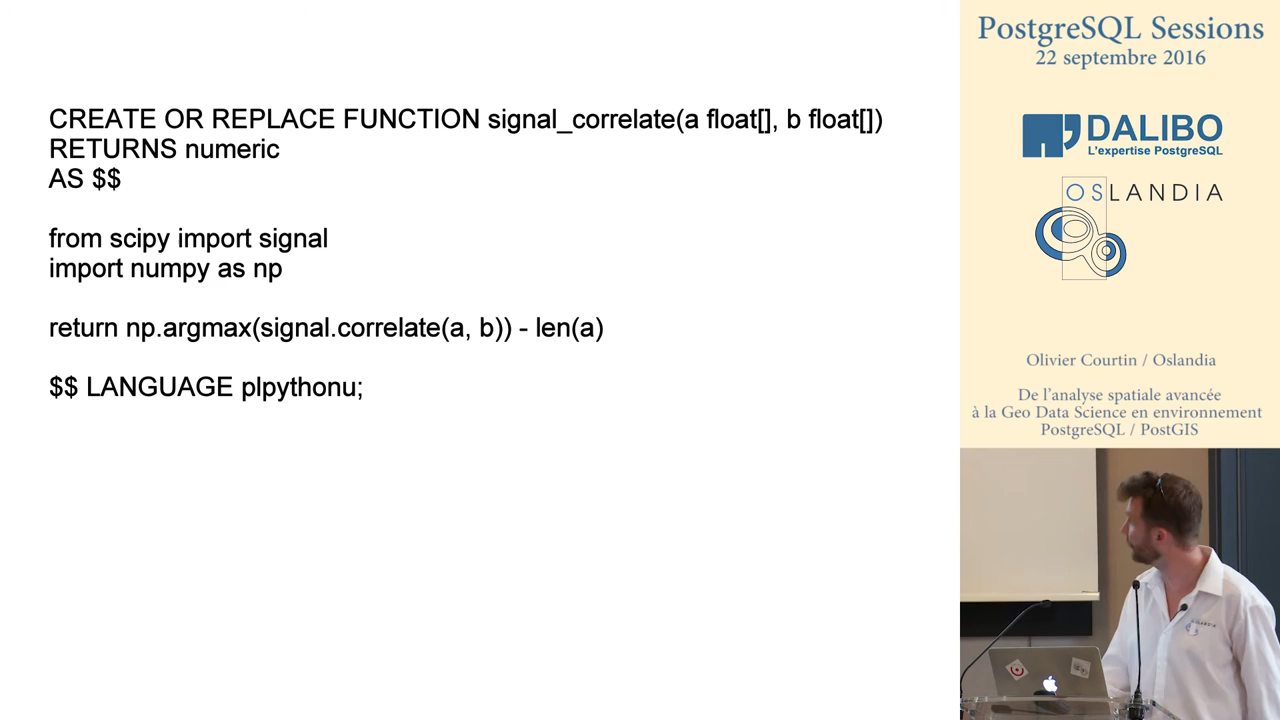 CREATE OR REPLACE FUNCTION signal_correlate(a float[], b float[])
RETURNS numeric
AS $$
from scipy import signal
import numpy as np
return np.argmax(signal.correlate(a, b)) - len(a)
$$ LANGUAGE plpythonu;
PostgreSQL Sessions
22 septembre 2016
DALIBO
L'expertise PostgreSQL
OSLANDIA
Olivier Courtin / Oslandia
De l'analyse spatiale avancée
à la Geo Data Science en environnement
PostgreSQL / PostGIS